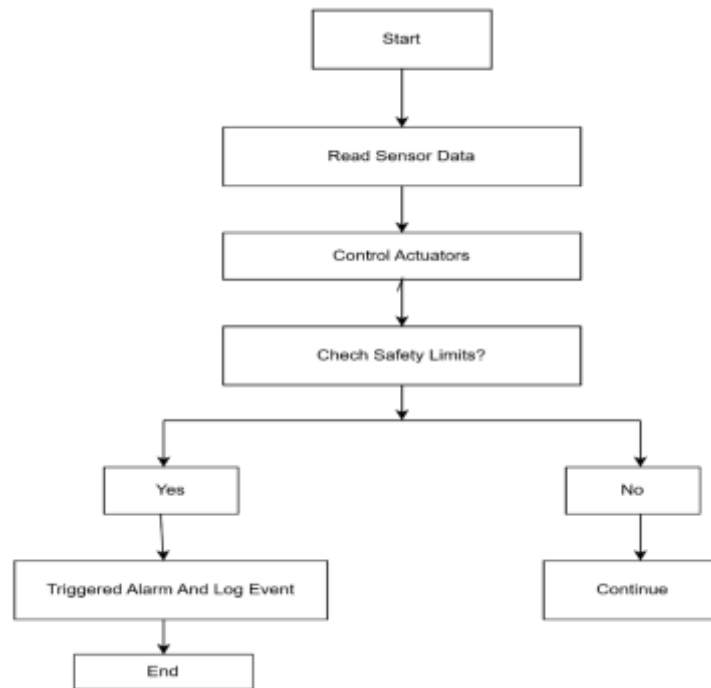 Start
Read Sensor Data
Control Actuators
Chech Safety Limits?
Yes
No
Triggered Alarm And Log Event
Continue
End